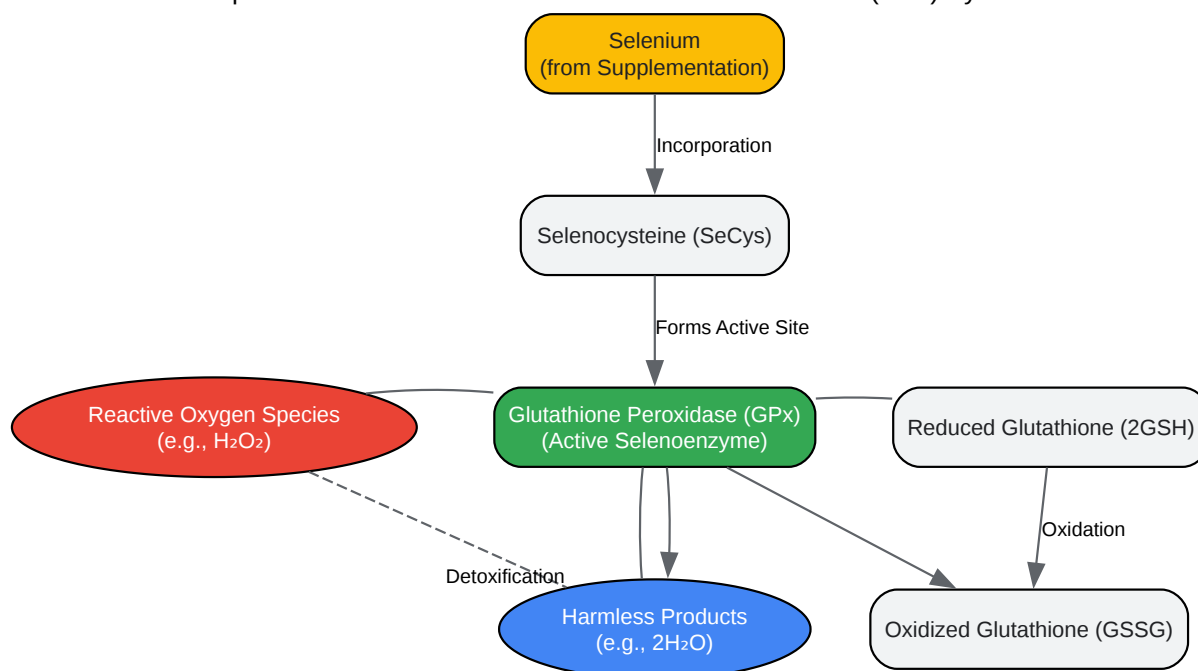 Selenium
(from Supplementation)
Incorporation
Selenocysteine (SeCys)
Forms Active Site
Reactive Oxygen Species
(e.g., H₂O₂)
Glutathione Peroxidase (GPx)
(Active Selenoenzyme)
Reduced Glutathione (2GSH)
Oxidation
Detoxification
Harmless Products
(e.g., 2H₂O)
Oxidized Glutathione (GSSG)